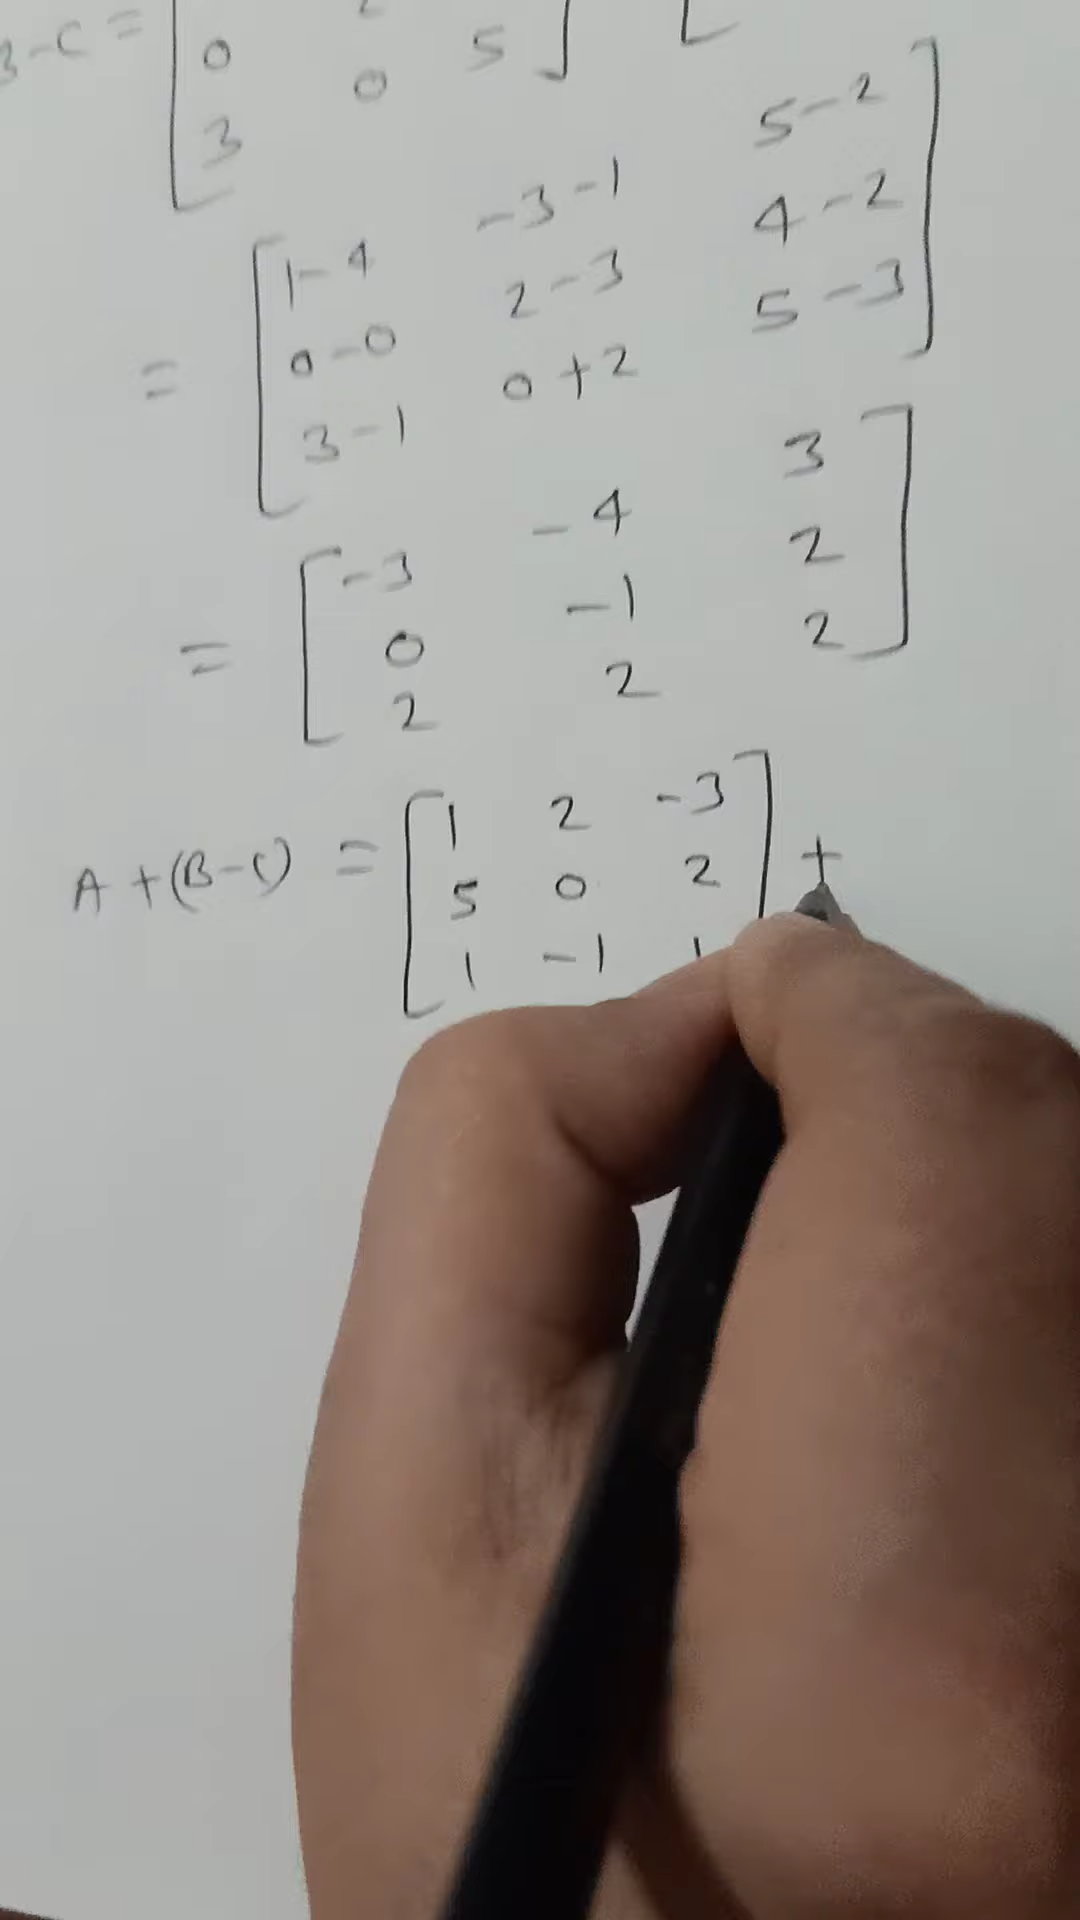 B-C = [
0 0 5 ] [
3
= [ 1-4 -3-1 5-2
0-0 2-3 4-2
3-1 0+2 5-3 ]
= [ -3 -4 3
0 -1 2
2 2 2 ]
A+(B-C) = [ 1 2 -3
5 0 2 ] +
1 -1 1